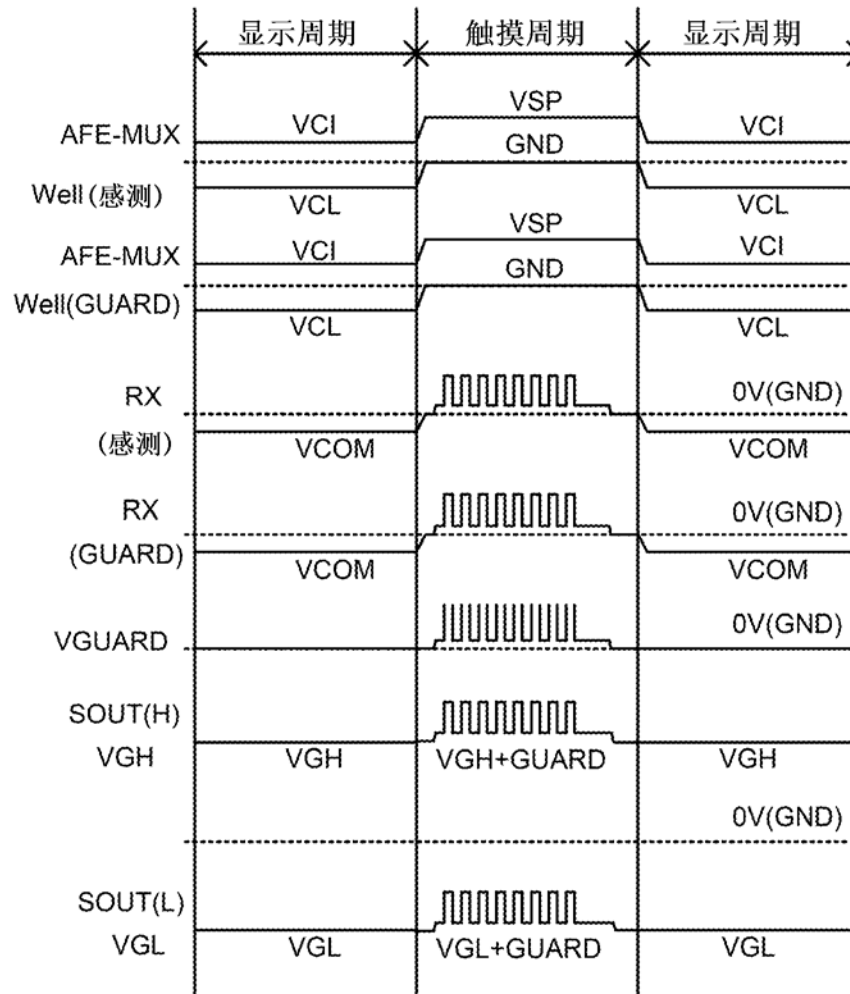 显示周期 触摸周期 显示周期
VSP
AFE-MUX VCI VCI
GND
Well(感测) VCL VCL
VSP
AFE-MUX VCI VCI
GND
Well(GUARD) VCL VCL
RX 0V(GND)
(感测) VCOM VCOM
RX 0V(GND)
(GUARD) VCOM VCOM
VGUARD 0V(GND)
SOUT(H)
VGH VGH VGH+GUARD VGH
0V(GND)
SOUT(L)
VGL VGL VGL+GUARD VGL